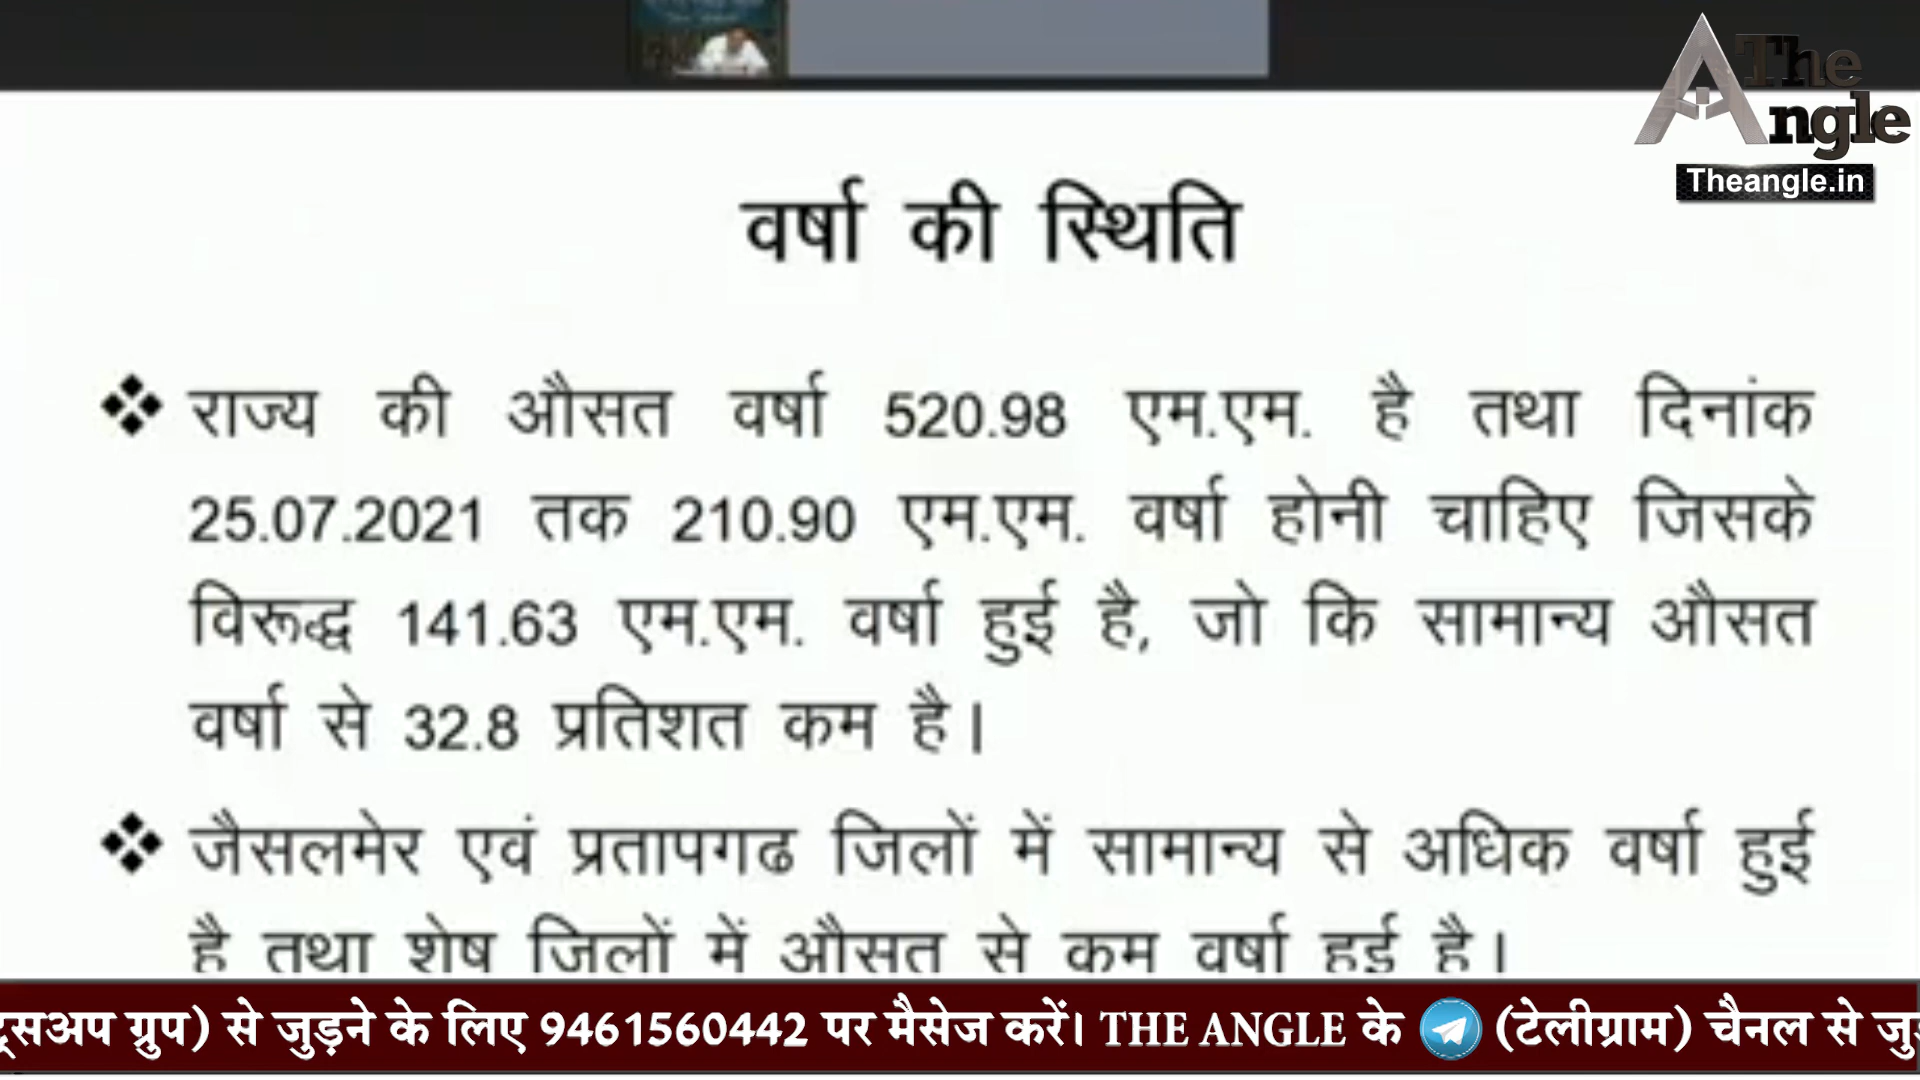 The
Angle
Theangle.in
वर्षा की स्थिति
❖ राज्य की औसत वर्षा 520.98 एम.एम. है तथा दिनांक
25.07.2021 तक 210.90 एम.एम. वर्षा होनी चाहिए जिसके
विरूद्ध 141.63 एम.एम. वर्षा हुई है, जो कि सामान्य औसत
वर्षा से 32.8 प्रतिशत कम है।
❖ जैसलमेर एवं प्रतापगढ जिलों में सामान्य से अधिक वर्षा हुई
है तथा शेष जिलों में औसत से कम वर्षा हुई है।
ट्सअप ग्रुप) से जुड़ने के लिए 9461560442 पर मैसेज करें। THE ANGLE के (टेलीग्राम) चैनल से